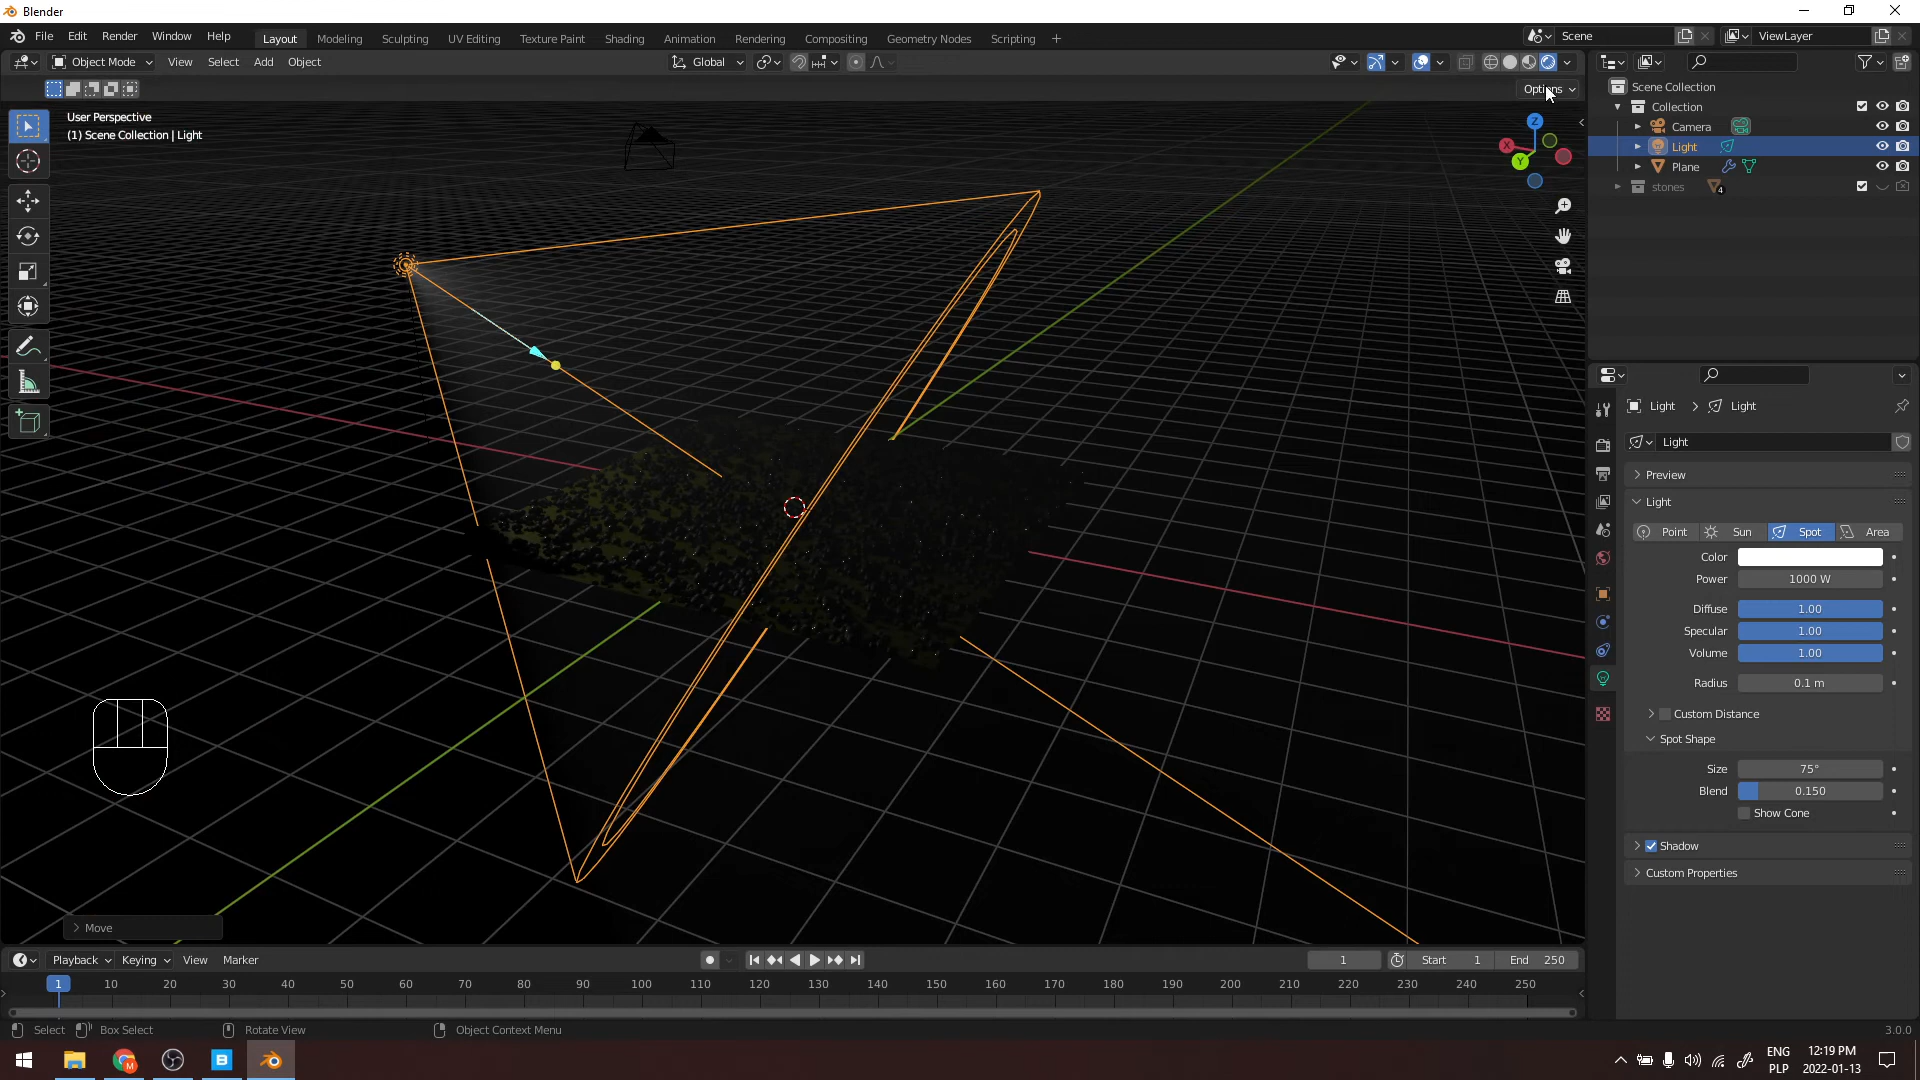 Blender
File Edit Render Window Help Layout Modeling Sculpting UV Editing Texture Paint Shading Animation Rendering Compositing Geometry Nodes Scripting + Scene ViewLayer
Object Mode View Select Add Object Global
Options
User Perspective
(1) Scene Collection | Light
Z
X
Y
Scene Collection
Collection
Camera
Light
Plane
stones 4
Light > Light
Light
Preview
Light
Point Sun Spot Area
Color
Power 1000 W
Diffuse 1.00
Specular 1.00
Volume 1.00
Radius 0.1 m
Custom Distance
Spot Shape
Size 75°
Blend 0.150
Show Cone
Shadow
Custom Properties
> Move
Playback Keying View Marker 1 Start 1 End 250
1 10 20 30 40 50 60 70 80 90 100 110 120 130 140 150 160 170 180 190 200 210 220 230 240 250
Select Box Select Rotate View Object Context Menu 3.0.0
ENG 12:19 PM
PLP 2022-01-13